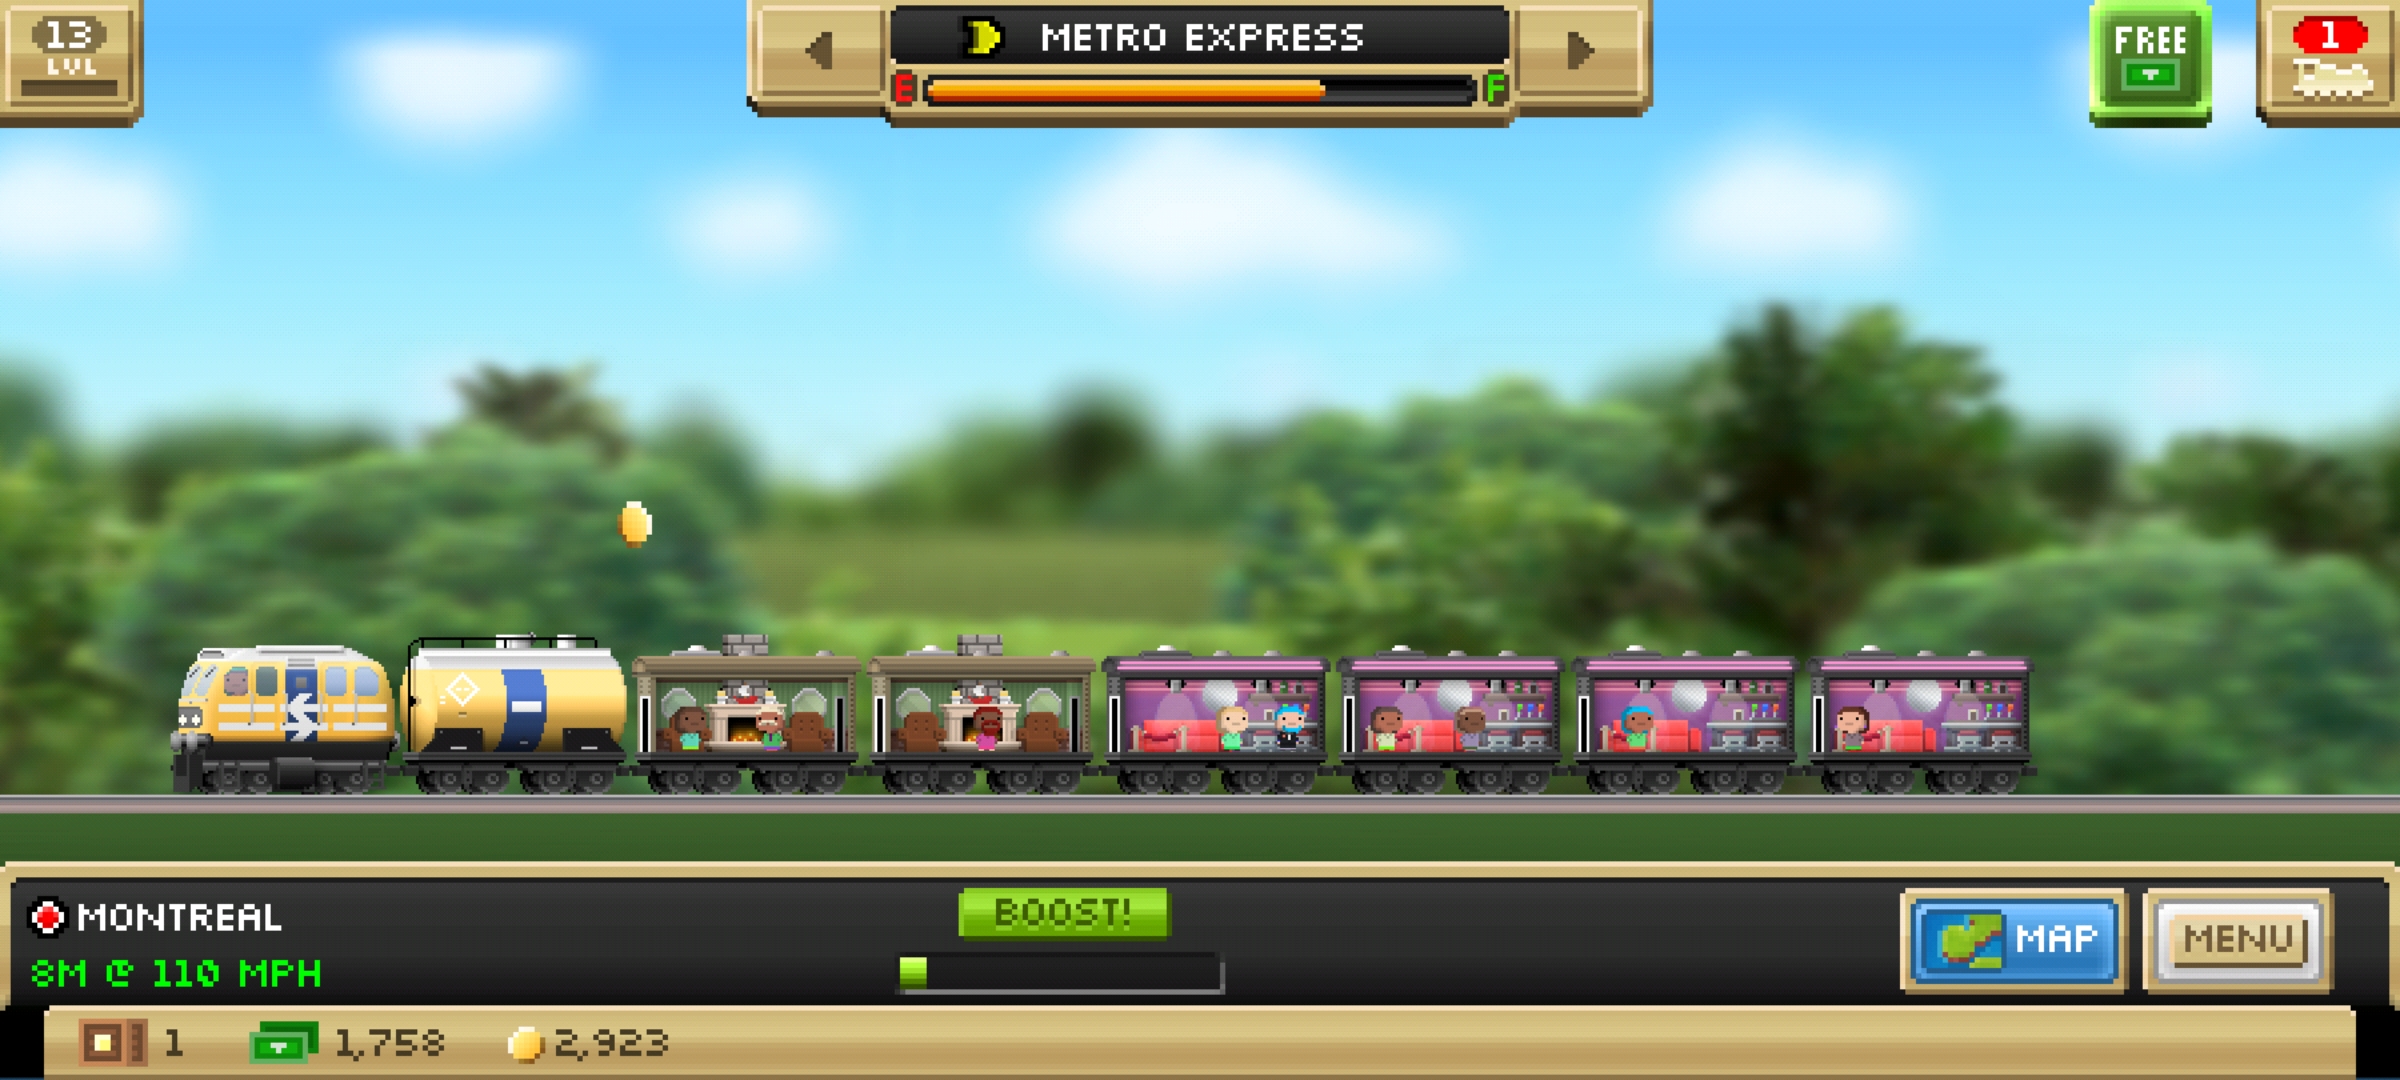 13
LVL
METRO EXPRESS
E F
FREE
1
MONTREAL
8M @ 110 MPH
BOOST!
MAP
MENU
1 1,758 2,923